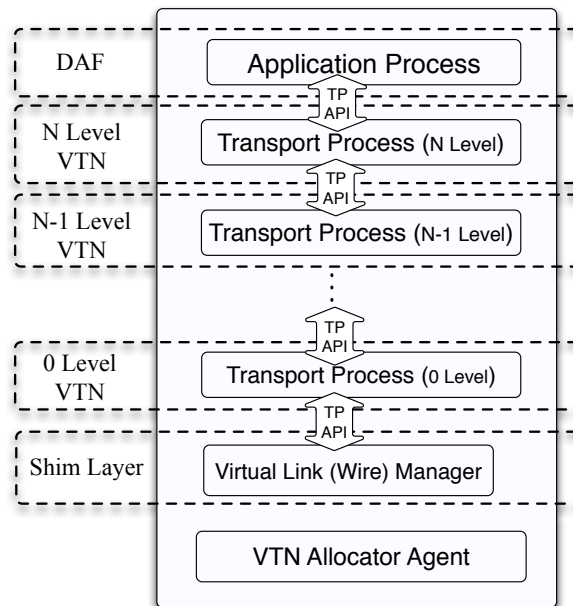 DAF
Application Process
TP
API
N Level
VTN
Transport Process (N Level)
TP
API
N-1 Level
VTN
Transport Process (N-1 Level)
TP
API
0 Level
VTN
Transport Process (0 Level)
TP
API
Shim Layer
Virtual Link (Wire) Manager
VTN Allocator Agent